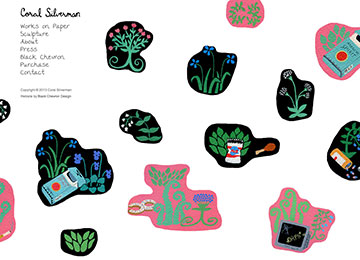 Coral Silverman
Works on Paper
Sculpture
About
Press
Black Chevron
Purchase
Contact
Copyright © 2013 Coral Silverman
Website by Black Chevron Design